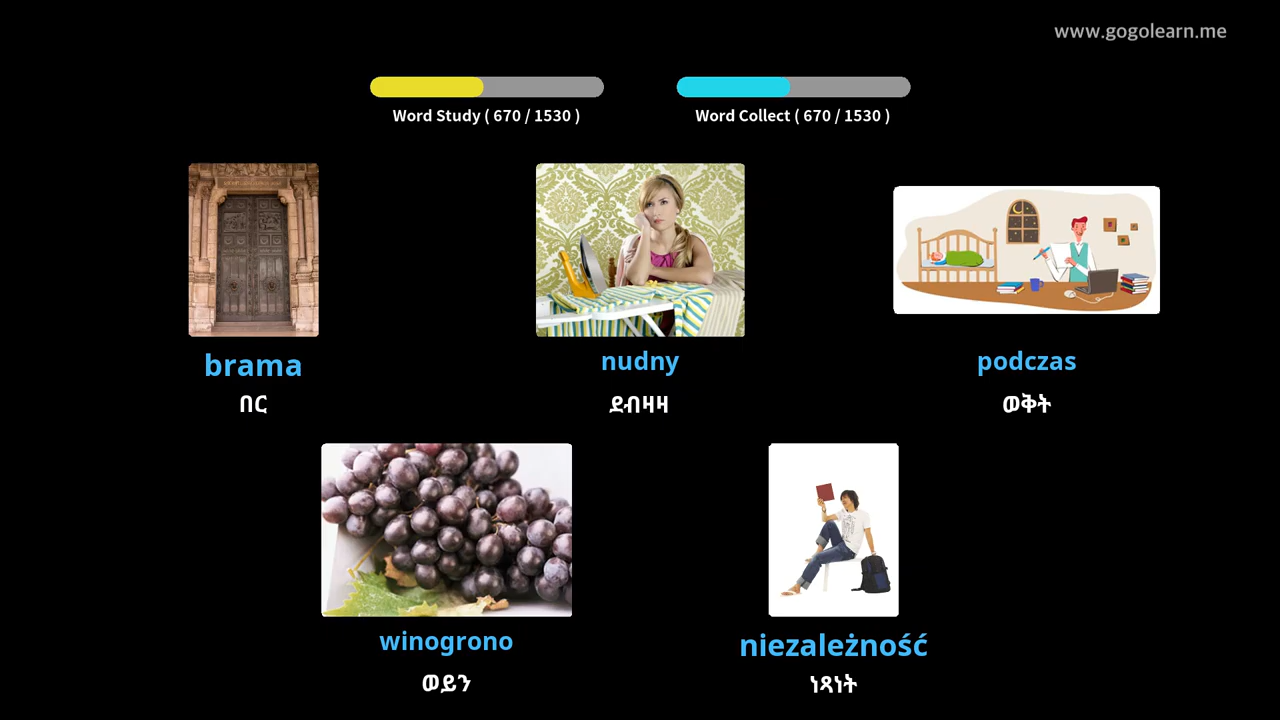 www.gogolearn.me
Word Study ( 670 / 1530 )
Word Collect ( 670 / 1530 )
brama
በር
nudny
ደብዛዛ
podczas
ወቅት
winogrono
ወይን
niezależność
ነጻነት